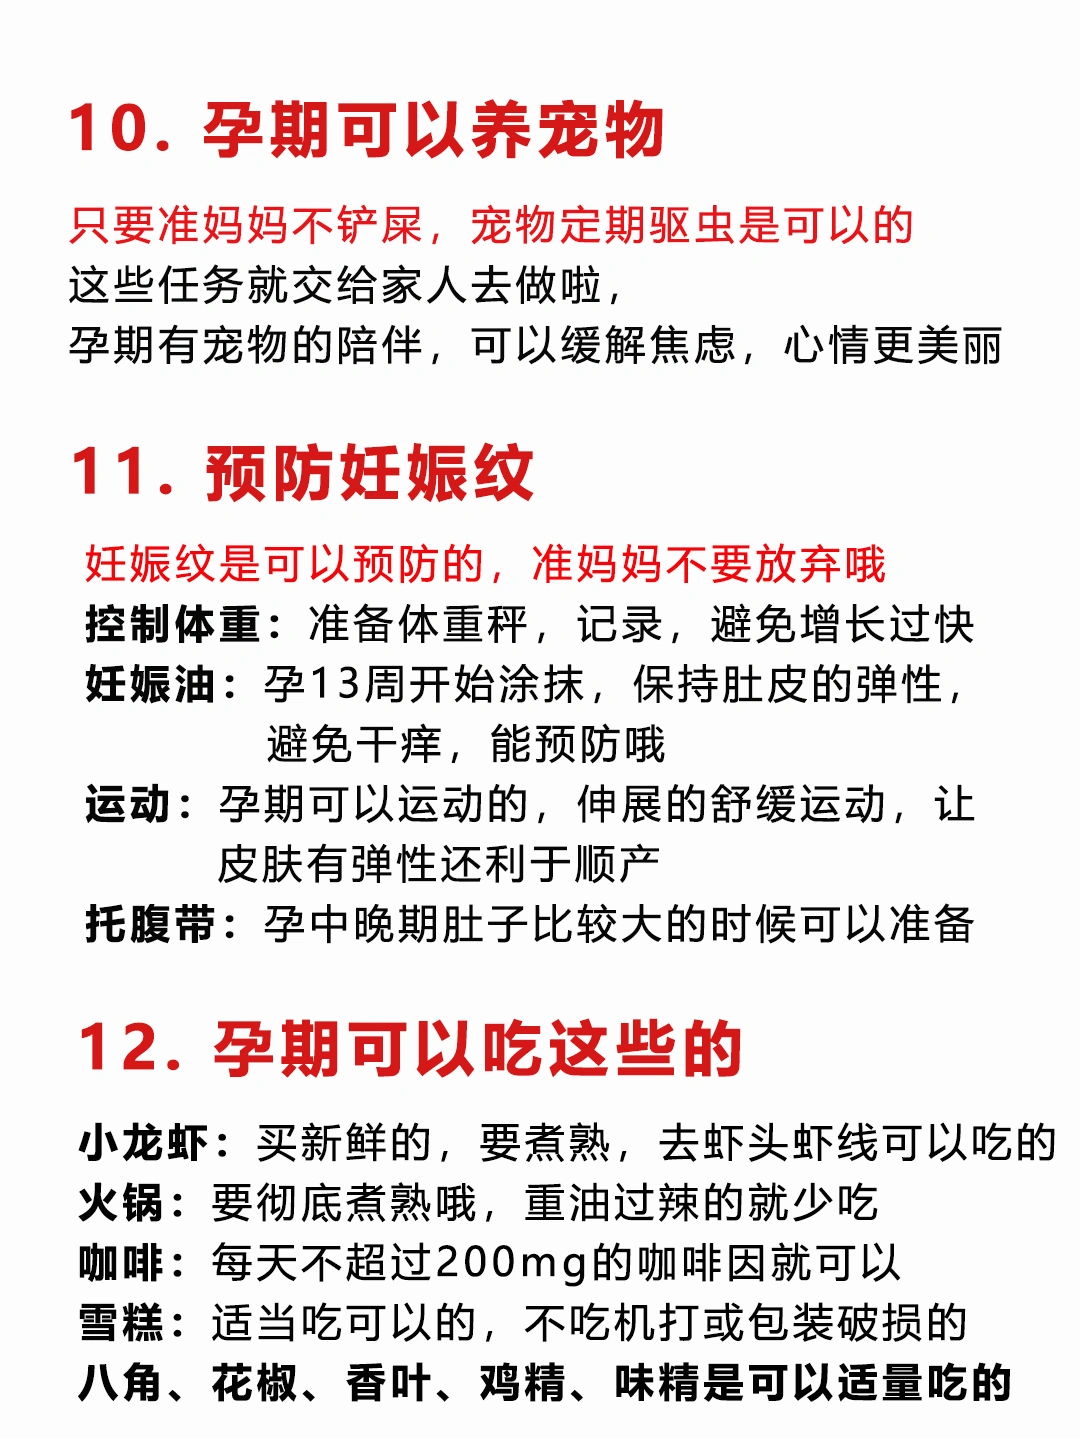 10. 孕期可以养宠物
只要准妈妈不铲屎，宠物定期驱虫是可以的
这些任务就交给家人去做啦，
孕期有宠物的陪伴，可以缓解焦虑，心情更美丽
11. 预防妊娠纹
妊娠纹是可以预防的，准妈妈不要放弃哦
控制体重：准备体重秤，记录，避免增长过快
妊娠油：孕13周开始涂抹，保持肚皮的弹性，
避免干痒，能预防哦
运动：孕期可以运动的，伸展的舒缓运动，让
皮肤有弹性还利于顺产
托腹带：孕中晚期肚子比较大的时候可以准备
12. 孕期可以吃这些的
小龙虾：买新鲜的，要煮熟，去虾头虾线可以吃的
火锅：要彻底煮熟哦，重油过辣的就少吃
咖啡：每天不超过200mg的咖啡因就可以
雪糕：适当吃可以的，不吃机打或包装破损的
八角、花椒、香叶、鸡精、味精是可以适量吃的